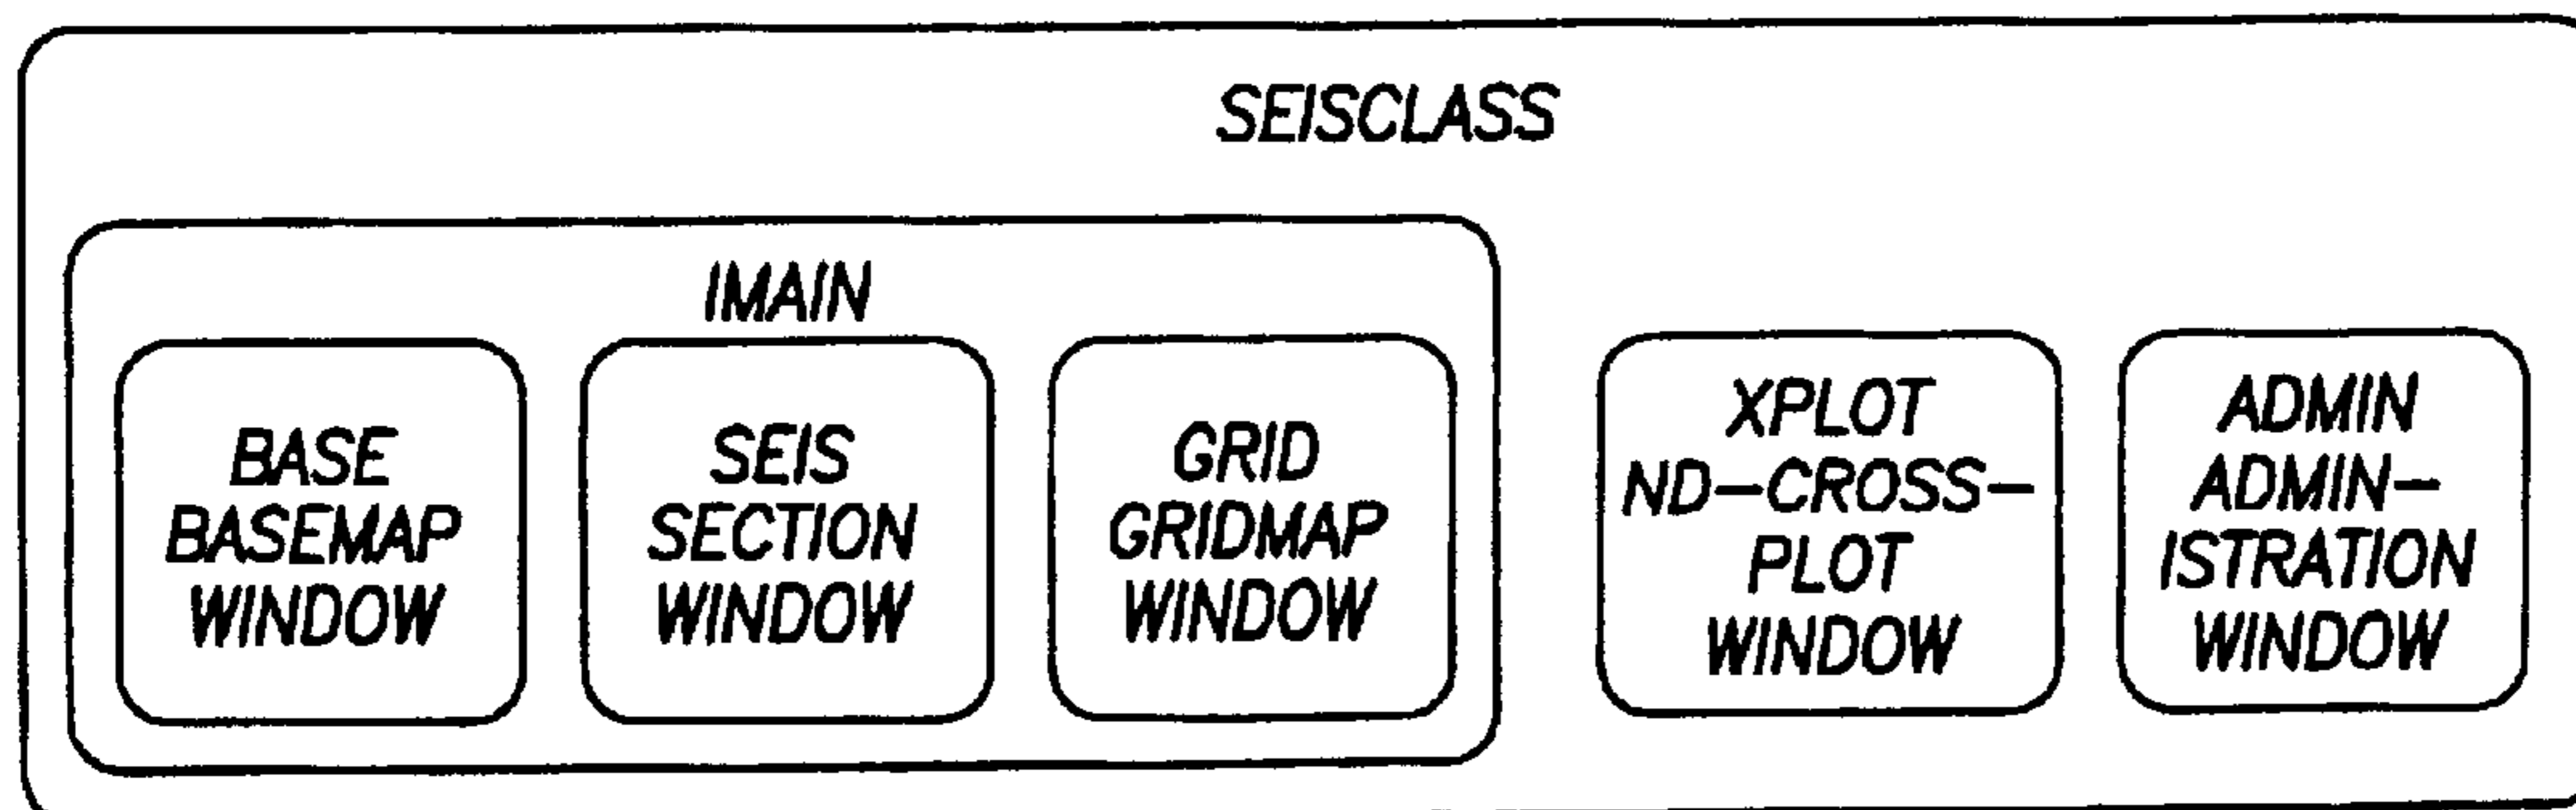 SEISCLASS
IMAIN
BASE
BASEMAP
WINDOW
SEIS
SECTION
WINDOW
GRID
GRIDMAP
WINDOW
XPLOT
ND-CROSS-
PLOT
WINDOW
ADMIN
ADMIN-
ISTRATION
WINDOW